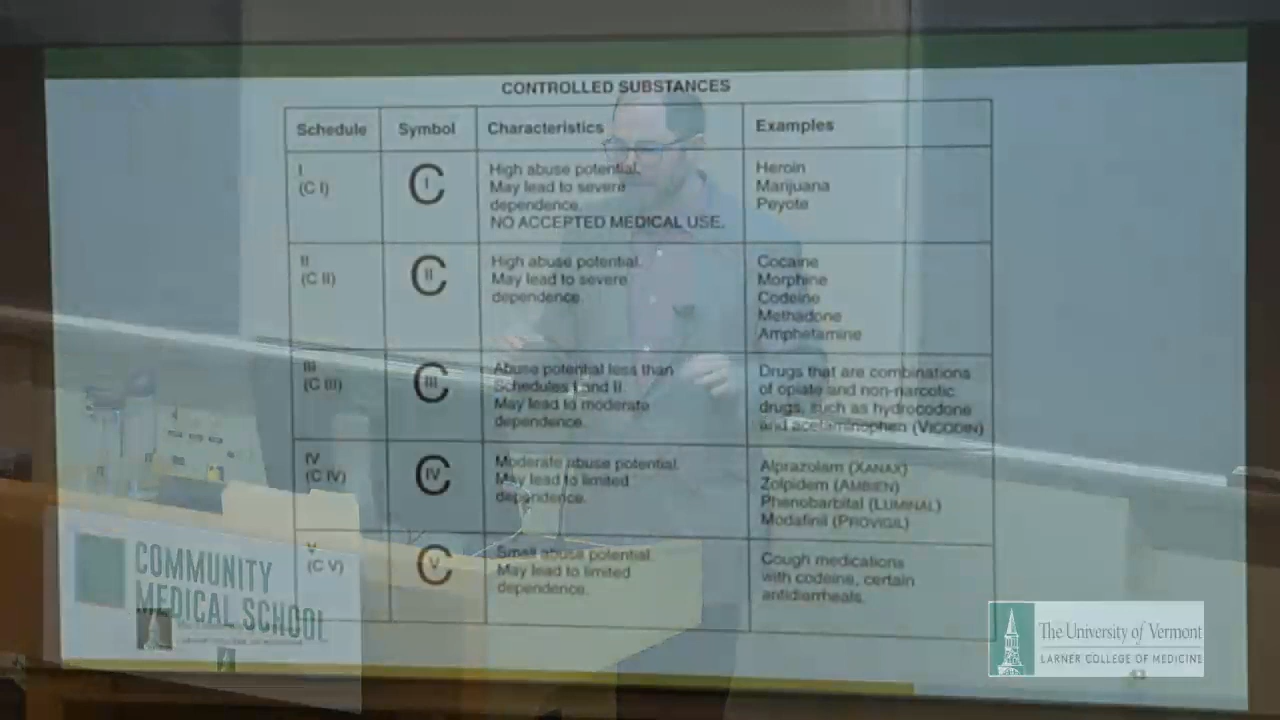 CONTROLLED SUBSTANCES
Schedule Symbol Characteristics Examples
I
(C I)
C I
High abuse potential.
May lead to severe
dependence.
NO ACCEPTED MEDICAL USE.
Heroin
Marijuana
Peyote
II
(C II)
C II
High abuse potential.
May lead to severe
dependence.
Cocaine
Morphine
Codeine
Methadone
Amphetamine
III
(C III)
C III
Abuse potential less than
Schedules I and II.
May lead to moderate
dependence.
Drugs that are combinations
of opiate and non-narcotic
drugs, such as hydrocodone
and acetaminophen (VICODIN)
IV
(C IV)
C IV
Moderate abuse potential.
May lead to limited
dependence.
Alprazolam (XANAX)
Zolpidem (AMBIEN)
Phenobarbital (LUMINAL)
Modafinil (PROVIGIL)
V
(C V)
C V
Small abuse potential.
May lead to limited
dependence.
Cough medications
with codeine, certain
antidiarrheals.
COMMUNITY
MEDICAL SCHOOL
LARNER COLLEGE OF MEDICINE
The University of Vermont
LARNER COLLEGE OF MEDICINE
43